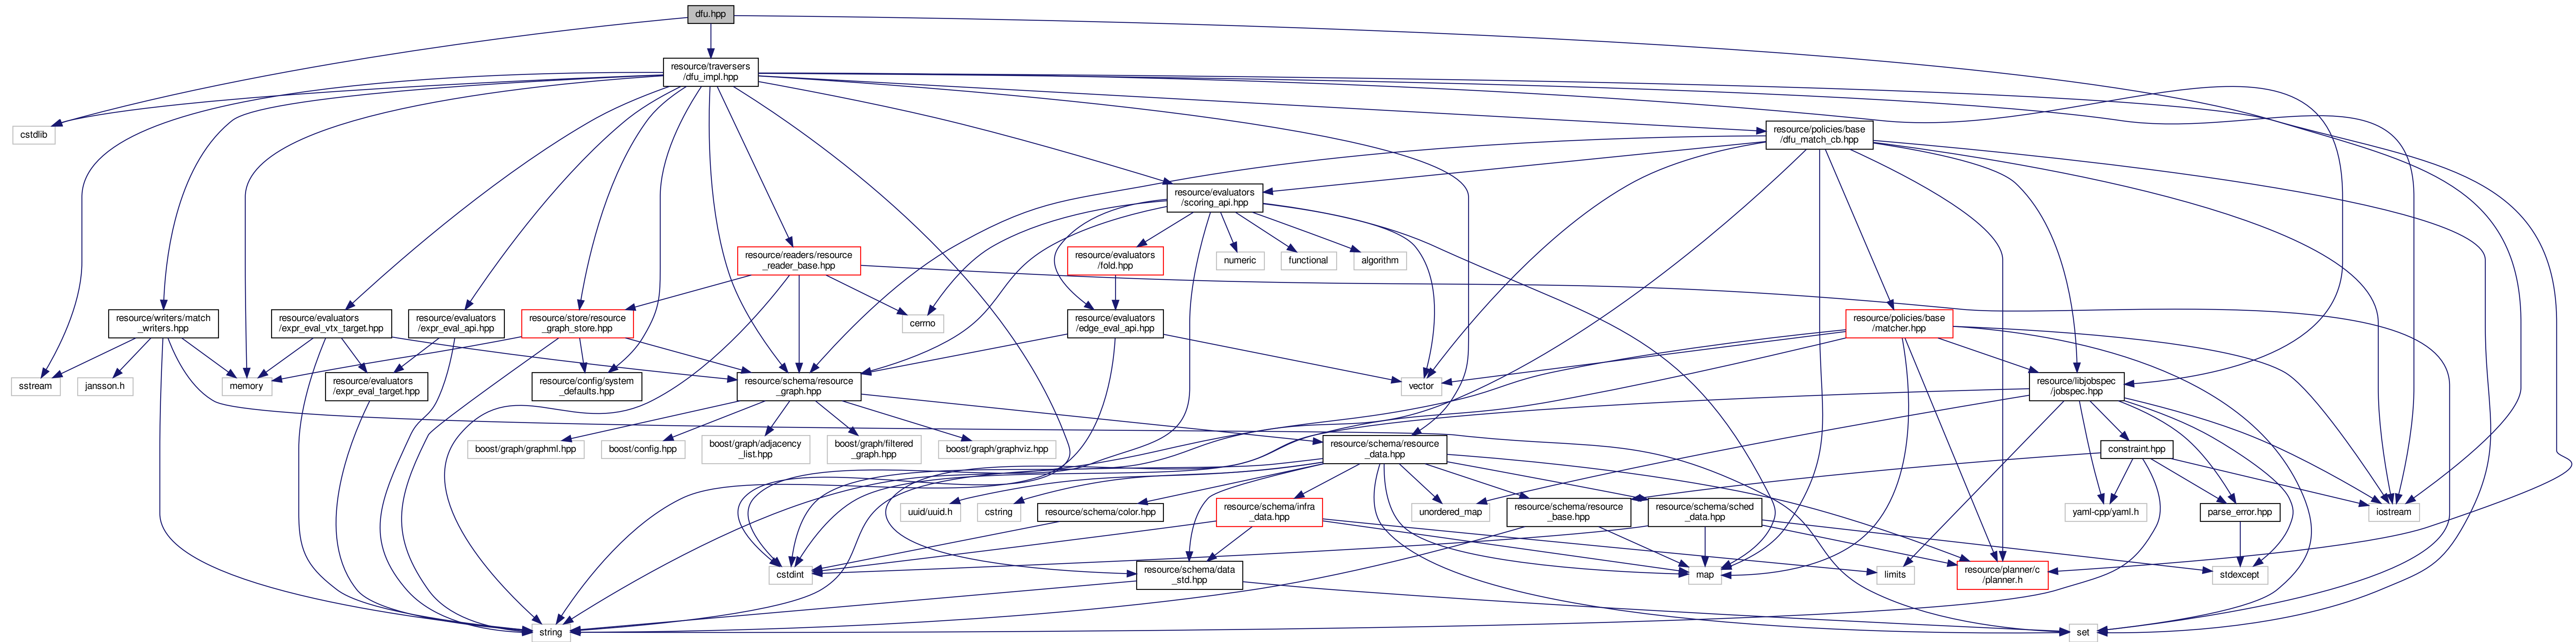 dfu.hpp
resource/traversers
/dfu_impl.hpp
cstdlib
resource/policies/base
/dfu_match_cb.hpp
resource/evaluators
/scoring_api.hpp
resource/readers/resource
_reader_base.hpp
resource/evaluators
/fold.hpp
numeric
functional
algorithm
resource/writers/match
_writers.hpp
resource/evaluators
/expr_eval_vtx_target.hpp
resource/evaluators
/expr_eval_api.hpp
resource/store/resource
_graph_store.hpp
cerrno
resource/evaluators
/edge_eval_api.hpp
resource/policies/base
/matcher.hpp
sstream
jansson.h
memory
resource/evaluators
/expr_eval_target.hpp
resource/config/system
_defaults.hpp
resource/schema/resource
_graph.hpp
vector
resource/libjobspec
/jobspec.hpp
boost/graph/graphml.hpp
boost/config.hpp
boost/graph/adjacency
_list.hpp
boost/graph/filtered
_graph.hpp
boost/graph/graphviz.hpp
resource/schema/resource
_data.hpp
constraint.hpp
uuid/uuid.h
cstring
resource/schema/color.hpp
resource/schema/infra
_data.hpp
unordered_map
resource/schema/resource
_base.hpp
resource/schema/sched
_data.hpp
yaml-cpp/yaml.h
parse_error.hpp
iostream
cstdint
resource/schema/data
_std.hpp
map
limits
resource/planner/c
/planner.h
stdexcept
string
set